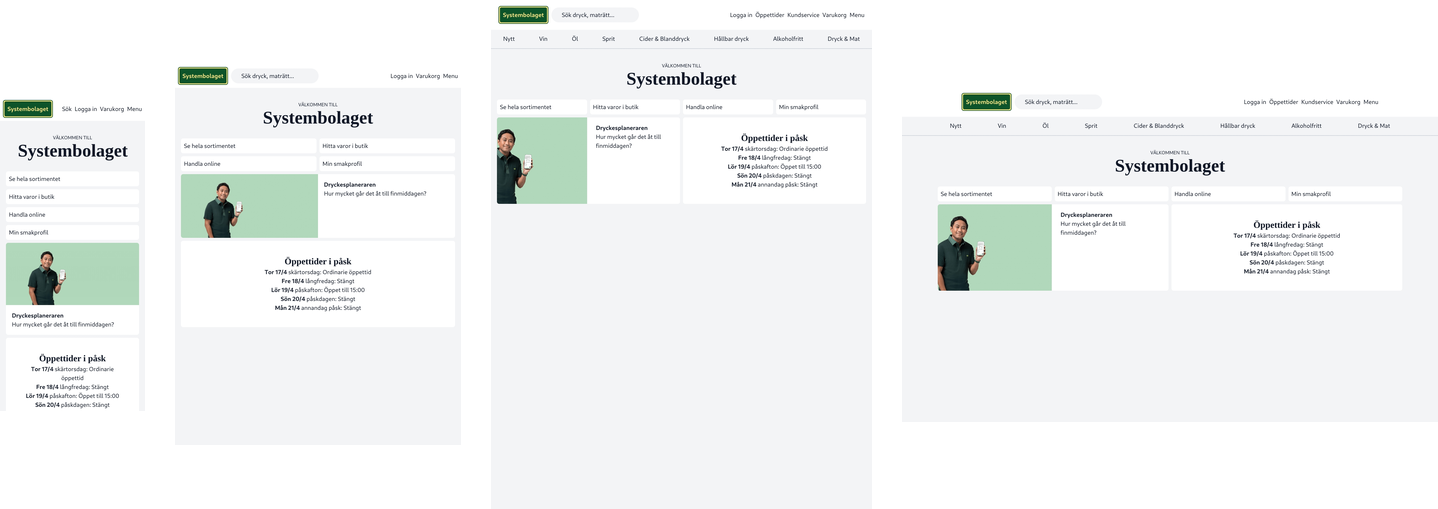 Systembolaget
Sök Logga in Varukorg Menu
VÄLKOMMEN TILL
Systembolaget
Se hela sortimentet
Hitta varor i butik
Handla online
Min smakprofil
Dryckesplaneraren
Hur mycket går det åt till finmiddagen?
Öppettider i påsk
Tor 17/4 skärtorsdag: Ordinarie
öppettid
Fre 18/4 långfredag: Stängt
Lör 19/4 påskafton: Öppet till 15:00
Sön 20/4 påskdagen: Stängt
Systembolaget Sök dryck, maträtt... Logga in Varukorg Menu
VÄLKOMMEN TILL
Systembolaget
Se hela sortimentet Hitta varor i butik
Handla online Min smakprofil
Dryckesplaneraren
Hur mycket går det åt till finmiddagen?
Öppettider i påsk
Tor 17/4 skärtorsdag: Ordinarie öppettid
Fre 18/4 långfredag: Stängt
Lör 19/4 påskafton: Öppet till 15:00
Sön 20/4 påskdagen: Stängt
Mån 21/4 annandag påsk: Stängt
Systembolaget Sök dryck, maträtt... Logga in Öppettider Kundservice Varukorg Menu
Nytt Vin Öl Sprit Cider & Blanddryck Hållbar dryck Alkoholfritt Dryck & Mat
VÄLKOMMEN TILL
Systembolaget
Se hela sortimentet Hitta varor i butik Handla online Min smakprofil
Dryckesplaneraren
Hur mycket går det åt till
finmiddagen?
Öppettider i påsk
Tor 17/4 skärtorsdag: Ordinarie öppettid
Fre 18/4 långfredag: Stängt
Lör 19/4 påskafton: Öppet till 15:00
Sön 20/4 påskdagen: Stängt
Mån 21/4 annandag påsk: Stängt
Systembolaget Sök dryck, maträtt... Logga in Öppettider Kundservice Varukorg Menu
Nytt Vin Öl Sprit Cider & Blanddryck Hållbar dryck Alkoholfritt Dryck & Mat
VÄLKOMMEN TILL
Systembolaget
Se hela sortimentet Hitta varor i butik Handla online Min smakprofil
Dryckesplaneraren
Hur mycket går det åt till
finmiddagen?
Öppettider i påsk
Tor 17/4 skärtorsdag: Ordinarie öppettid
Fre 18/4 långfredag: Stängt
Lör 19/4 påskafton: Öppet till 15:00
Sön 20/4 påskdagen: Stängt
Mån 21/4 annandag påsk: Stängt